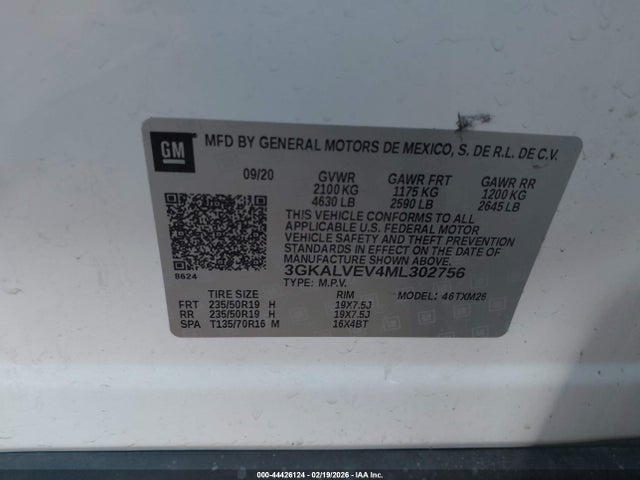 GM MFD BY GENERAL MOTORS DE MEXICO, S. DE R.L. DE C.V.
09/20 GVWR GAWR FRT GAWR RR
2100 KG 1175 KG 1200 KG
4630 LB 2590 LB 2645 LB
THIS VEHICLE CONFORMS TO ALL
APPLICABLE U.S. FEDERAL MOTOR
VEHICLE SAFETY AND THEFT PREVENTION
STANDARDS IN EFFECT ON THE DATE OF
MANUFACTURE SHOWN ABOVE.
8624 3GKALVEV4ML302756
TYPE: M.P.V. MODEL: 46TXM26
TIRE SIZE RIM
FRT 235/50R19 H 19X7.5J
RR 235/50R19 H 19X7.5J
SPA T135/70R16 M 16X4BT
000-44426124 | 02/19/2026 | IAA Inc.